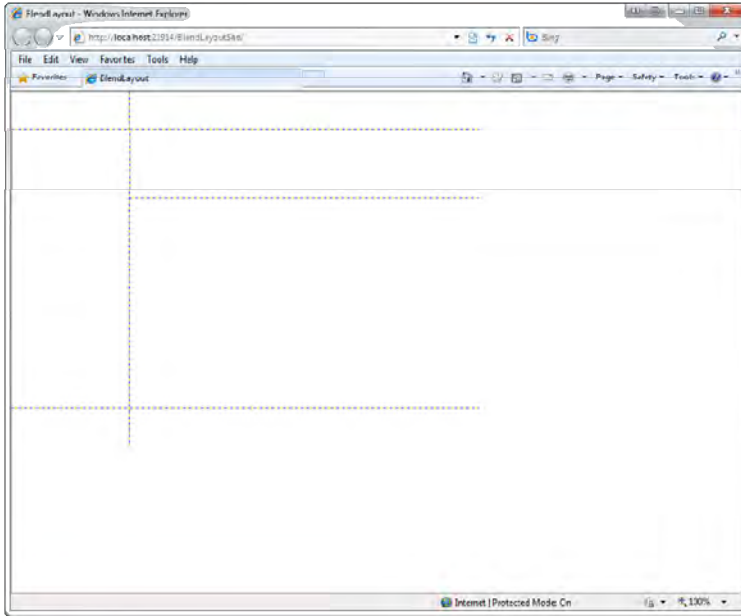 BlendLayout - Windows Internet Explorer
http://localhost:21914/BlendLayoutSite/
Bing
File Edit View Favorites Tools Help
Favorites BlendLayout
Page Safety Tools
Internet | Protected Mode: On
100%